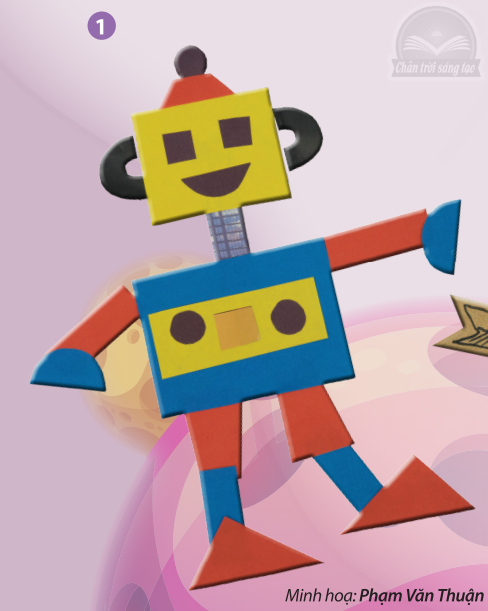 1
Chân trời sáng tạo
Minh hoạ: Phạm Văn Thuận